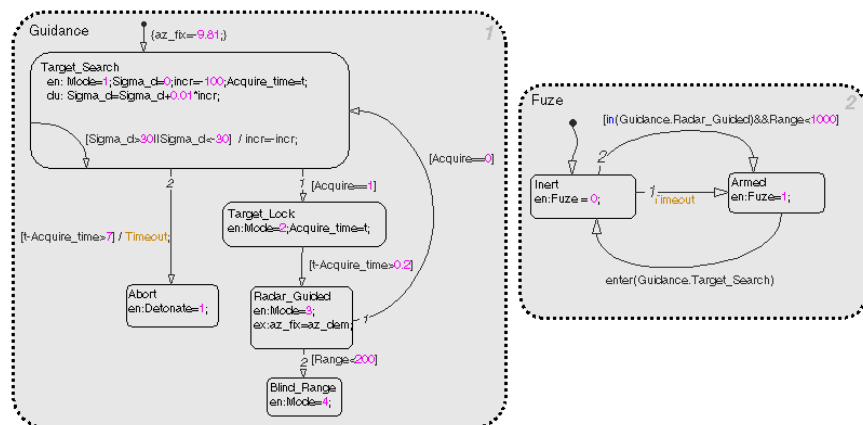 Guidance
1
{az_fix=-9.81;}
Target_Search
en: Mode=1;Sigma_d=0;incr=-100;Acquire_time=t;
du: Sigma_d=Sigma_d+0.01*incr;
[Sigma_d>30||Sigma_d<-30] / incr=-incr;
2
1
[Acquire==1]
[Acquire==0]
Target_Lock
en:Mode=2;Acquire_time=t;
[t-Acquire_time>7] / Timeout;
[t-Acquire_time>0.2]
Abort
en:Detonate=1;
Radar_Guided
en:Mode=3;
ex:az_fix=az_dem;
1
2
[Range<200]
Blind_Range
en:Mode=4;
Fuze
2
[in(Guidance.Radar_Guided)&&Range<1000]
2
Inert
en:Fuze = 0;
1
Timeout
Armed
en:Fuze=1;
enter(Guidance.Target_Search)